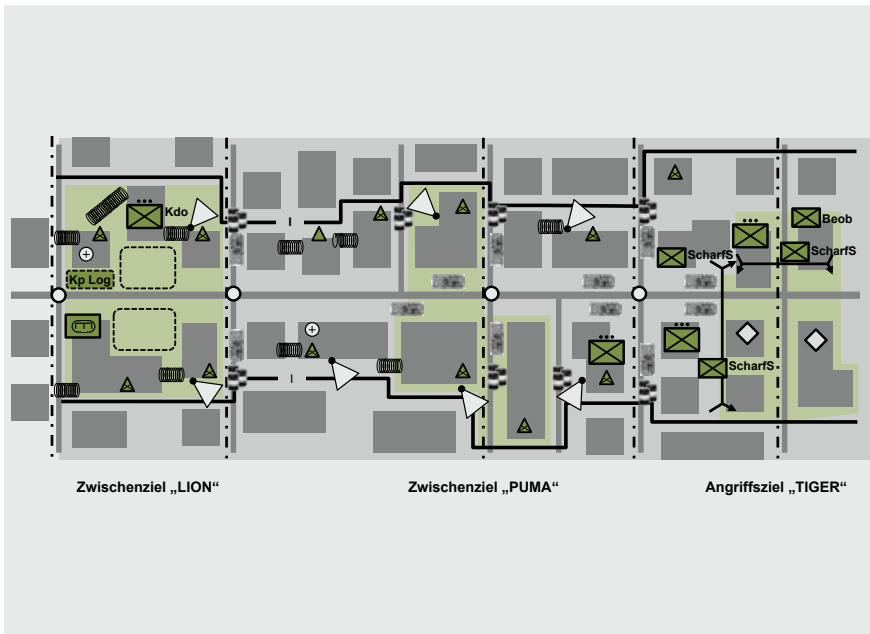 Kdo
Beob
ScharfS
ScharfS
Kp Log
ScharfS
I
I
Zwischenziel „LION“
Zwischenziel „PUMA“
Angriffsziel „TIGER“